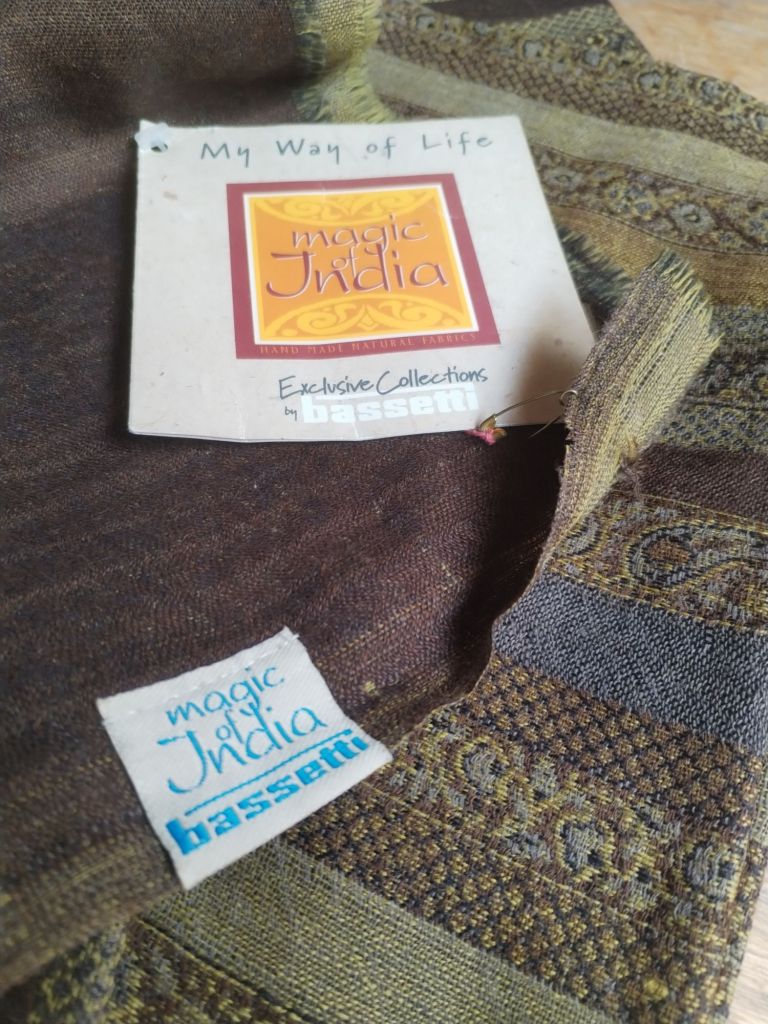 My Way of Life
magic
of
India
HAND MADE NATURAL FABRICS
Exclusive Collections
by bassetti
magic
of
India
bassetti